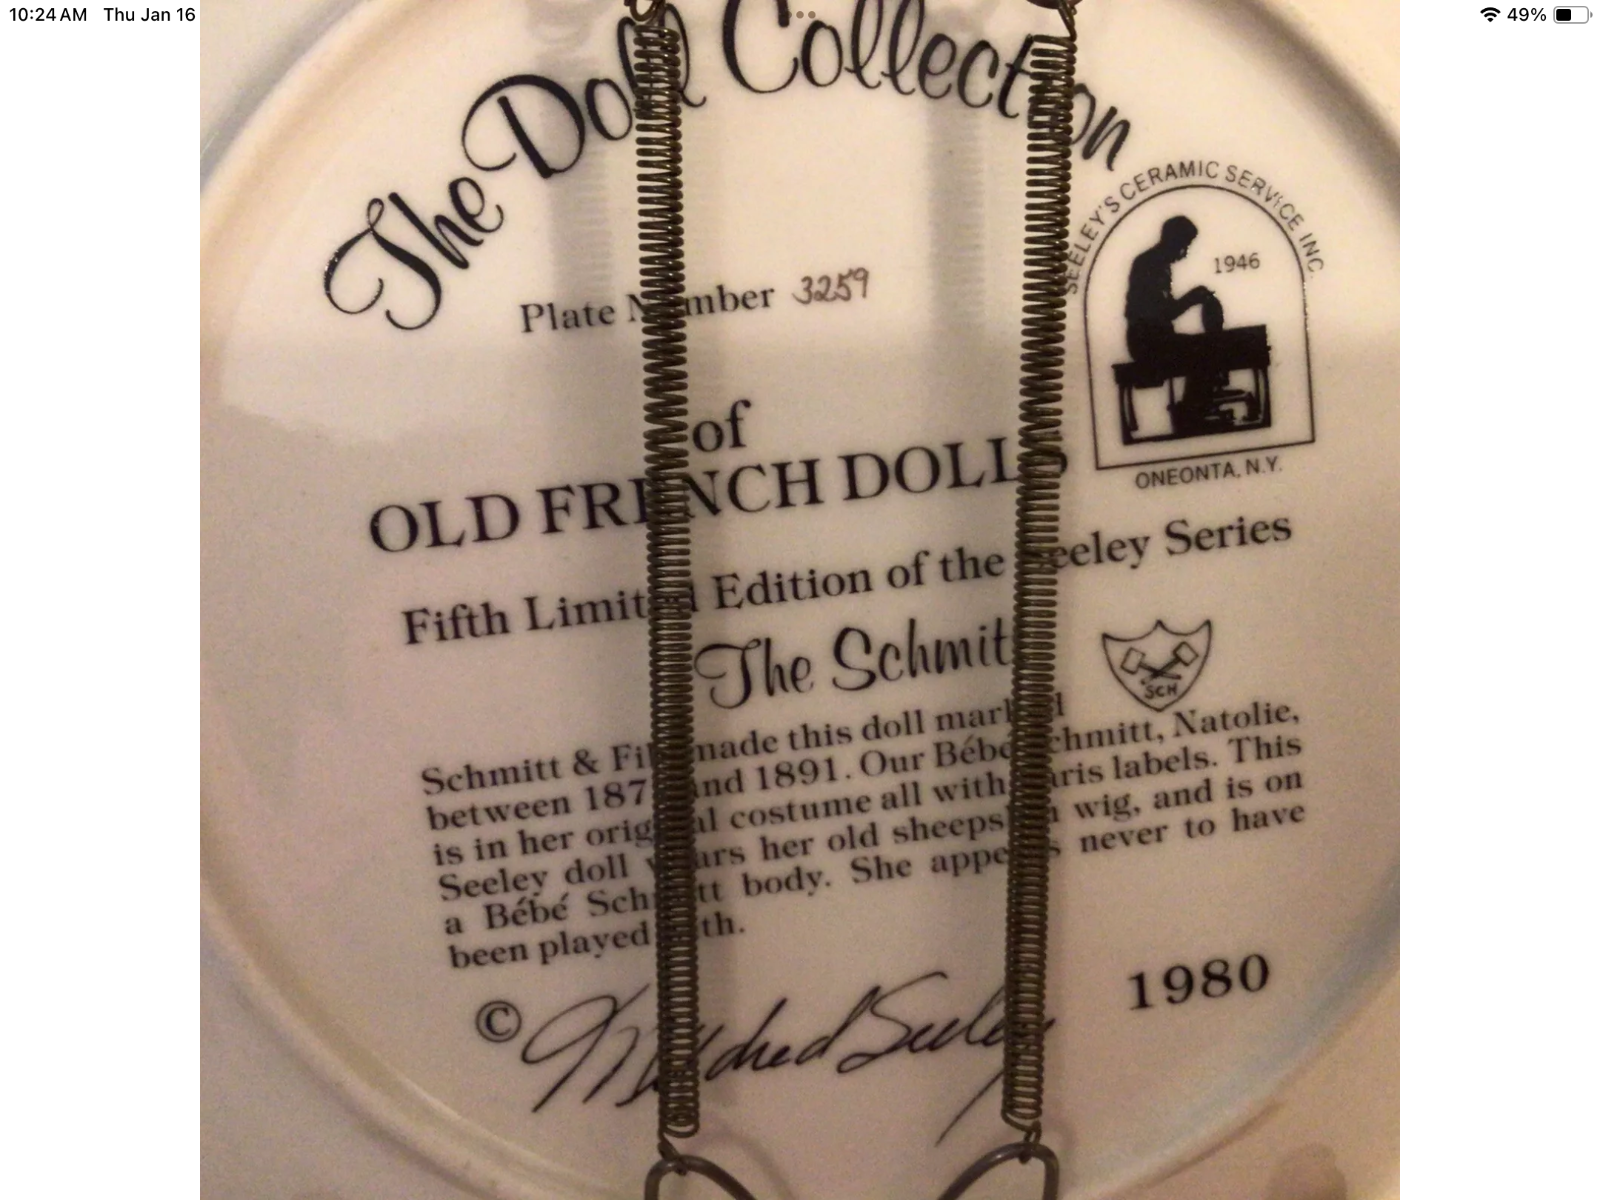 10:24 AM Thu Jan 16
49%
The Doll Collection
SEELEY'S CERAMIC SERVICE INC.
1946
ONEONTA, N.Y.
Plate Number 3259
of
OLD FRENCH DOLLS
Fifth Limited Edition of the Seeley Series
The Schmitt
SCH
Schmitt & Fils made this doll marked
between 187 and 1891. Our Bébé Schmitt, Natolie,
is in her original costume all with Paris labels. This
Seeley doll wears her old sheepskin wig, and is on
a Bébé Schmitt body. She appears never to have
been played with.
© Mildred Seeley
1980